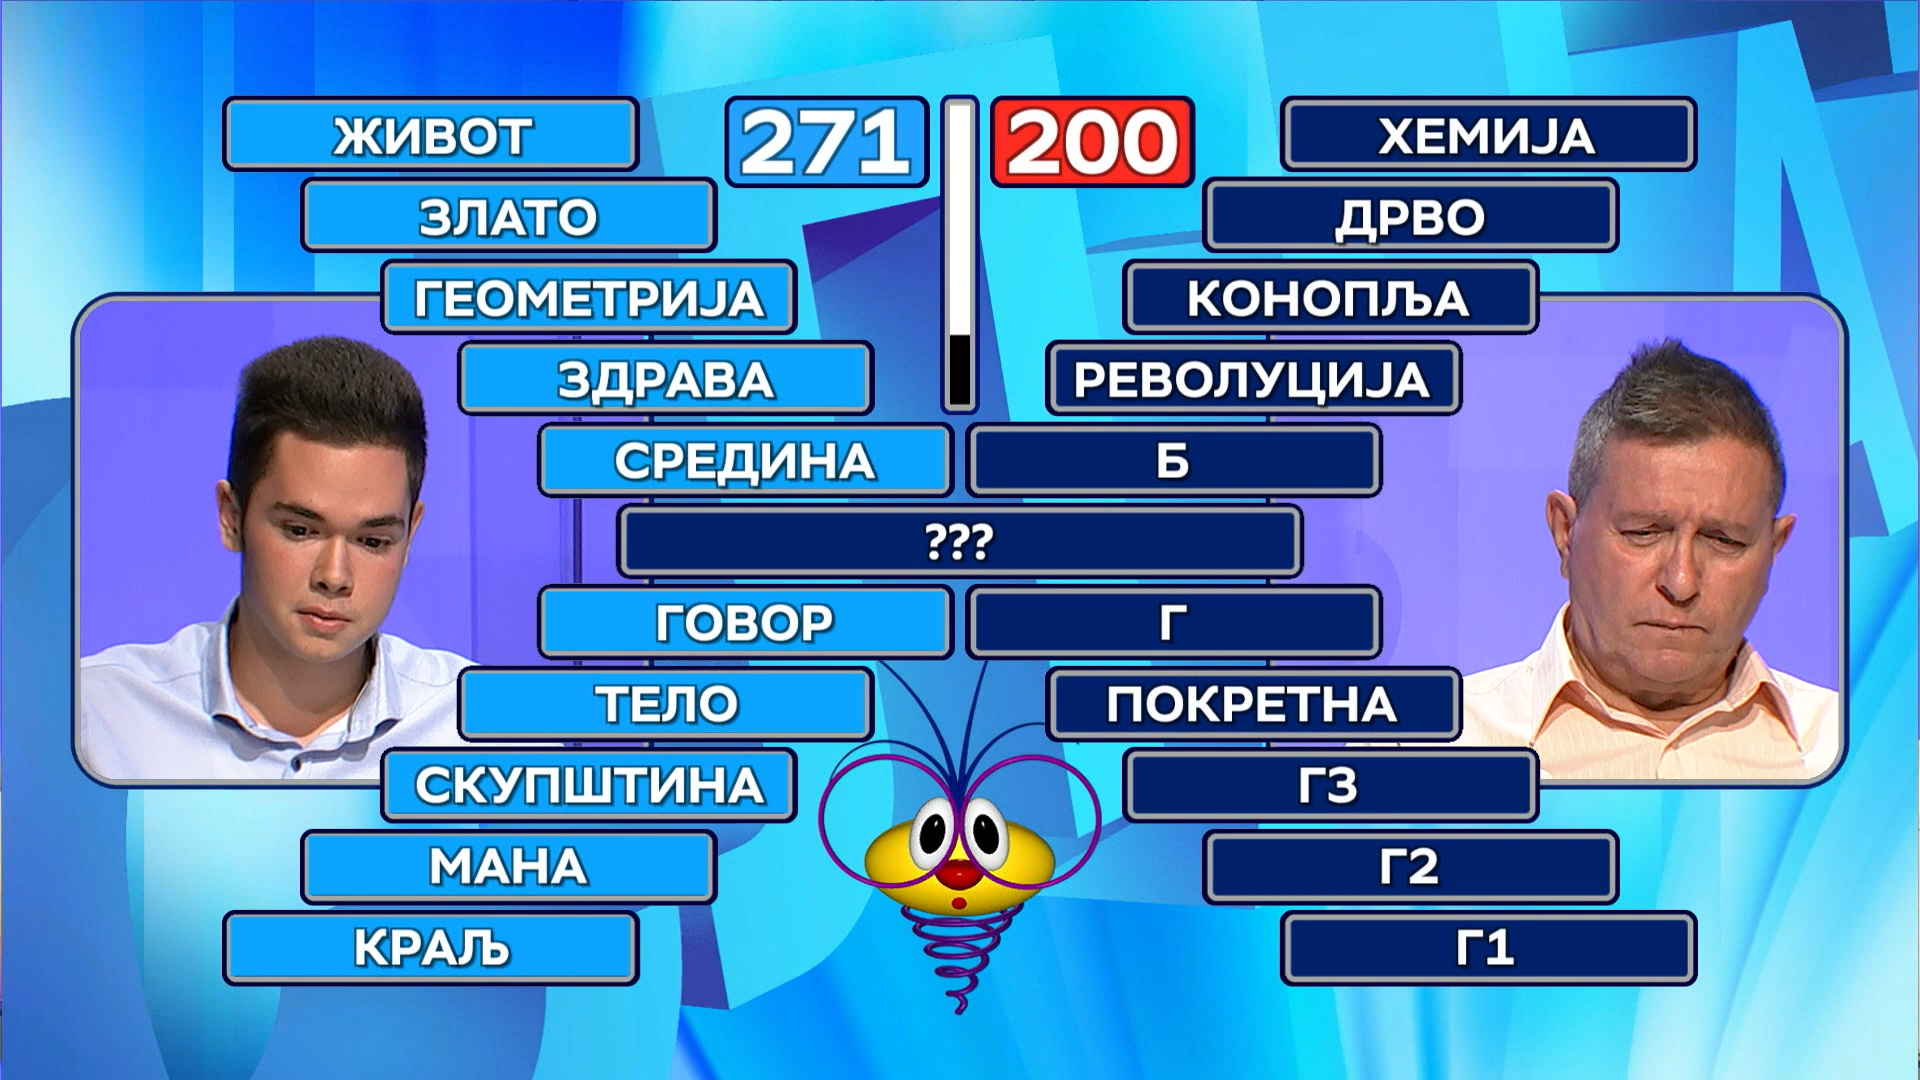 ЖИВОТ
271
200
ХЕМИЈА
ЗЛАТО
ДРВО
ГЕОМЕТРИЈА
КОНОПЉА
ЗДРАВА
РЕВОЛУЦИЈА
СРЕДИНА
Б
???
ГОВОР
Г
ТЕЛО
ПОКРЕТНА
СКУПШТИНА
Г3
МАНА
Г2
КРАЉ
Г1